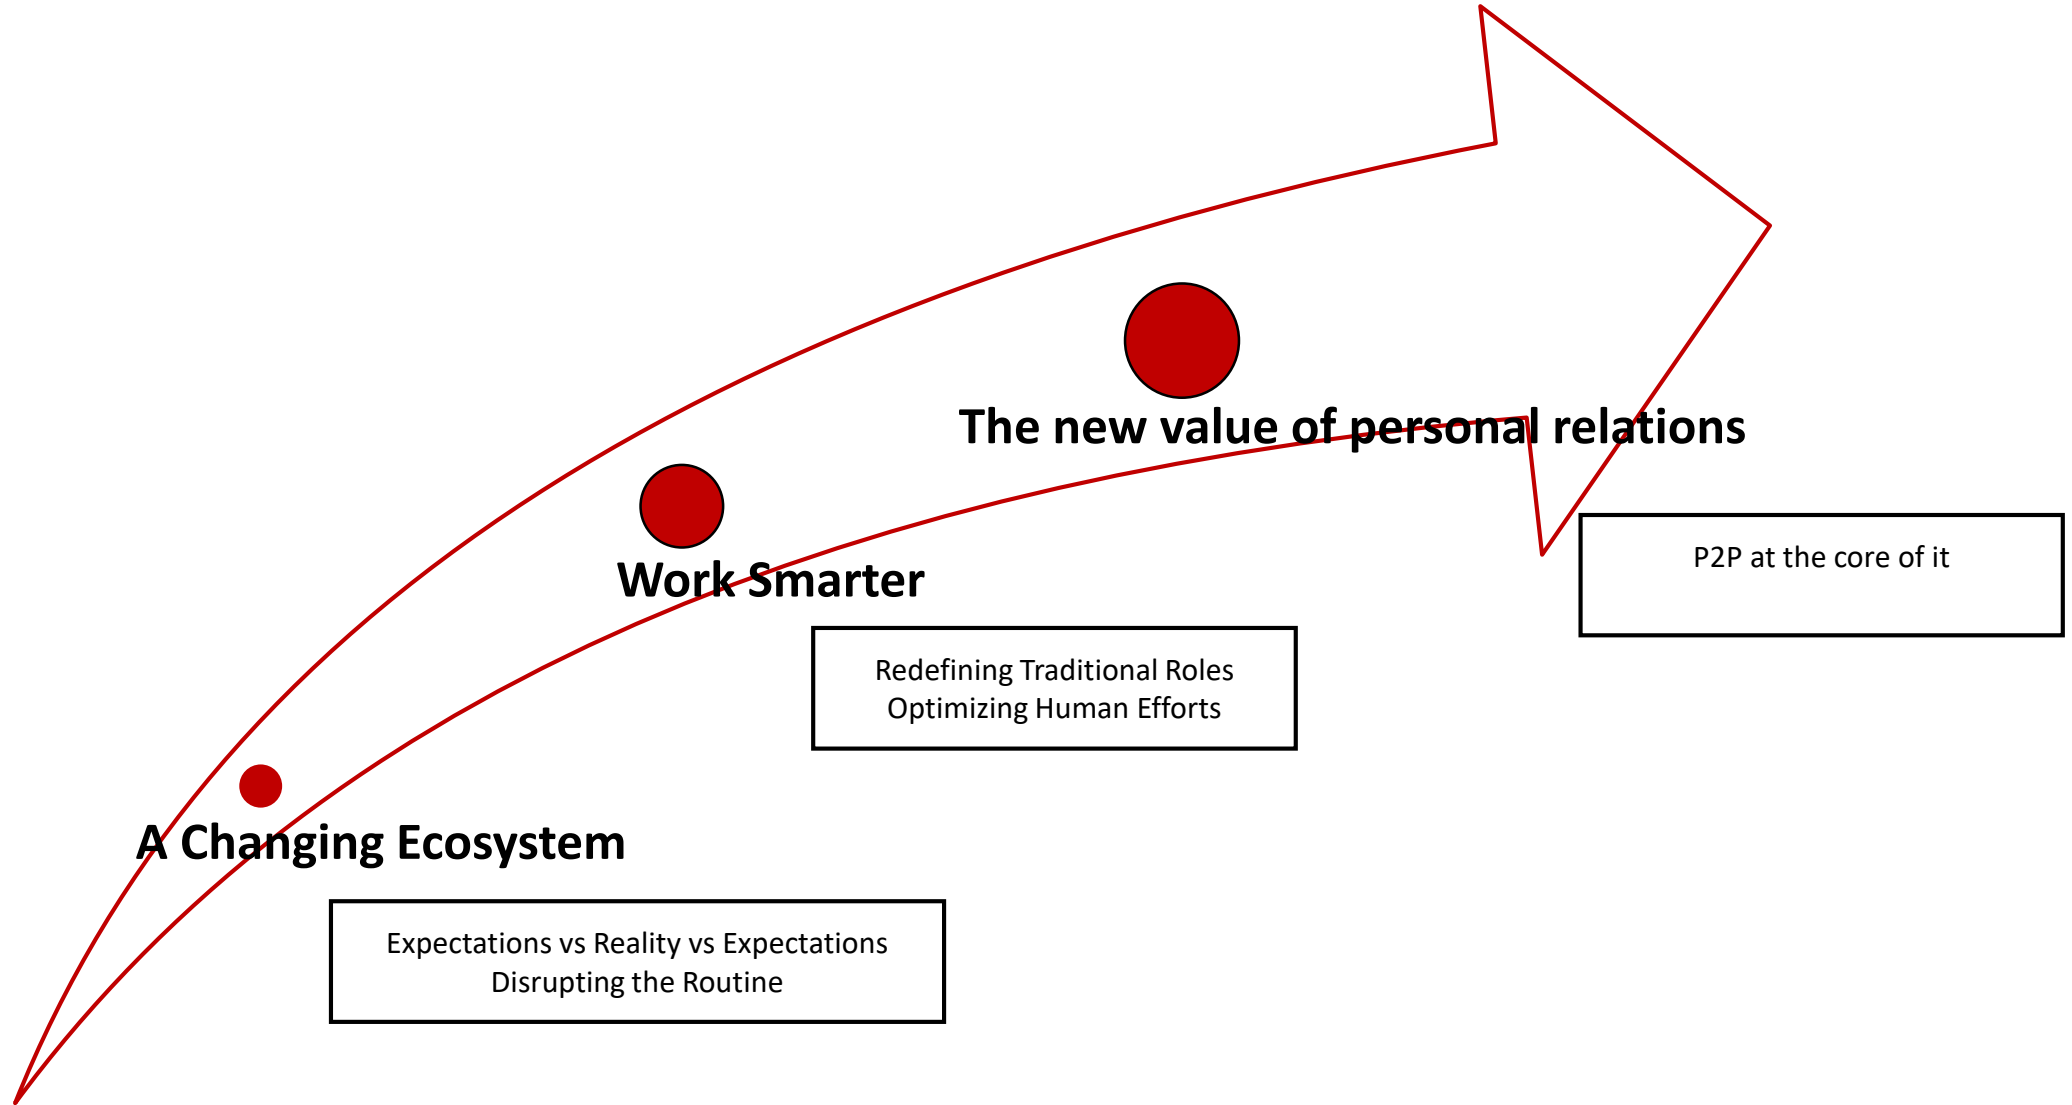 The new value of personal relations
P2P at the core of it
Work Smarter
Redefining Traditional Roles
Optimizing Human Efforts
A Changing Ecosystem
Expectations vs Reality vs Expectations
Disrupting the Routine